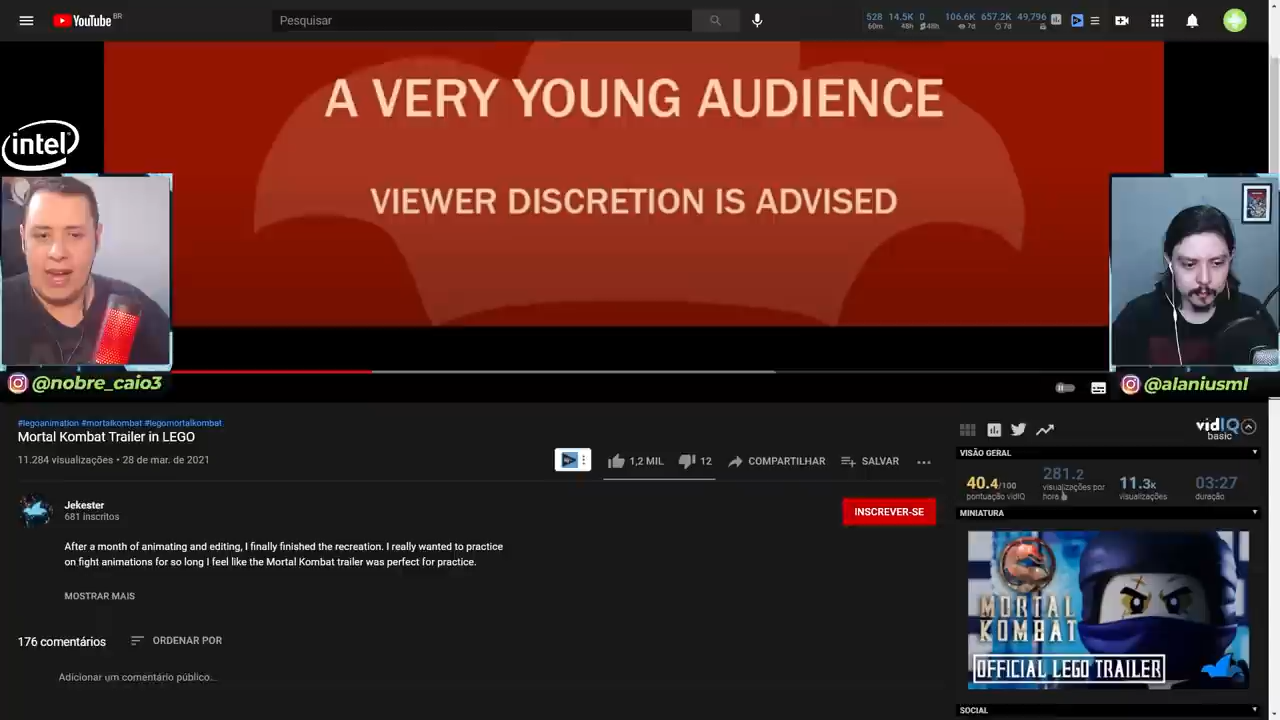 YouTube BR
Pesquisar
528 14.5K 0 106.6K 657.2K 49,796
60m 48h 48h 7d 7d
A VERY YOUNG AUDIENCE
VIEWER DISCRETION IS ADVISED
intel
@nobre_caio3
@alaniusml
#legoanimation #mortalkombat #legomortalkombat
Mortal Kombat Trailer in LEGO
11.284 visualizações • 28 de mar. de 2021
1,2 MIL
12
COMPARTILHAR
SALVAR
Jekester
681 inscritos
INSCREVER-SE
After a month of animating and editing, I finally finished the recreation. I really wanted to practice
on fight animations for so long I feel like the Mortal Kombat trailer was perfect for practice.
MOSTRAR MAIS
176 comentários
ORDENAR POR
Adicionar um comentário público...
vidIQ
basic
VISÃO GERAL
40.4/100
pontuação vidIQ
281.2
visualizações por
hora
11.3k
visualizações
03:27
duração
MINIATURA
MORTAL
KOMBAT
OFFICIAL LEGO TRAILER
SOCIAL